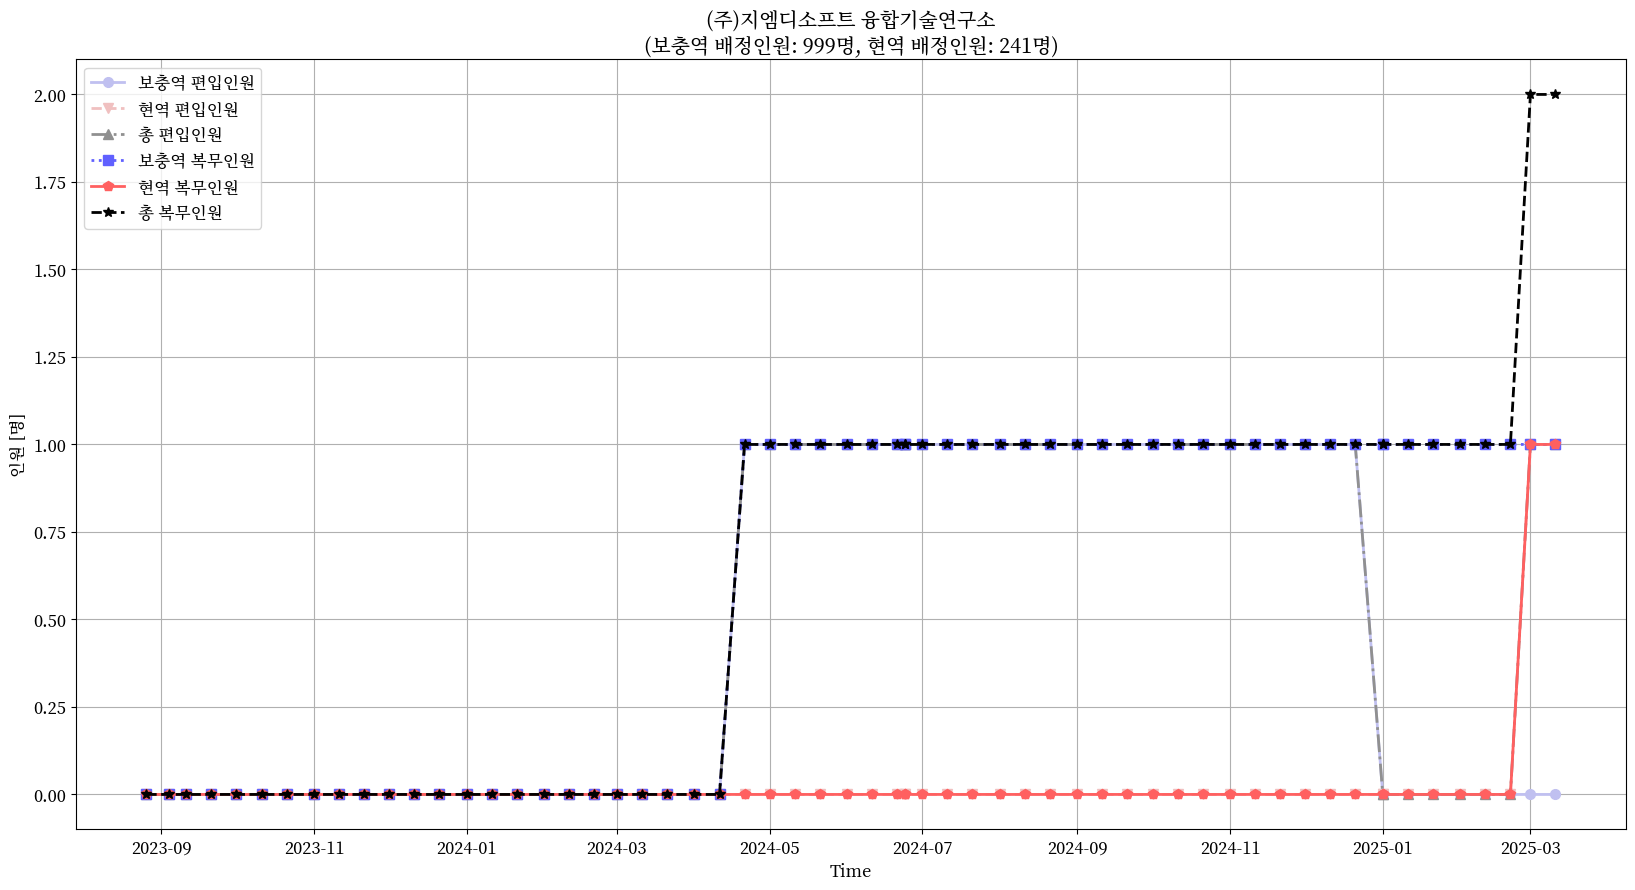 (주)지엠디소프트 융합기술연구소
(보충역 배정인원: 999명, 현역 배정인원: 241명)
보충역 편입인원
현역 편입인원
총 편입인원
보충역 복무인원
현역 복무인원
총 복무인원
2.00
1.75
1.50
1.25
1.00
0.75
0.50
0.25
0.00
인원 [명]
2023-09 2023-11 2024-01 2024-03 2024-05 2024-07 2024-09 2024-11 2025-01 2025-03
Time